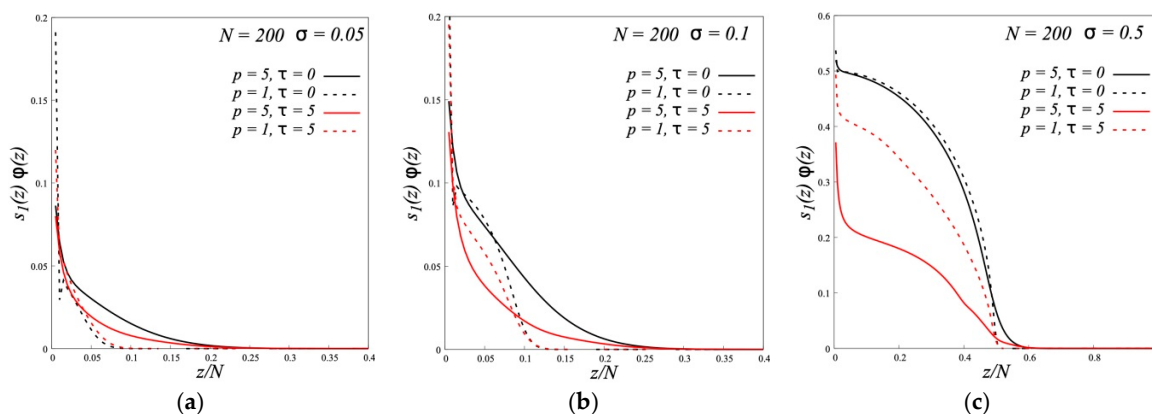 N = 200 σ = 0.05
p = 5, τ = 0
p = 1, τ = 0
p = 5, τ = 5
p = 1, τ = 5
s1(z) φ(z)
0.2
0.15
0.1
0.05
0
0.05 0.1 0.15 0.2 0.25 0.3 0.35 0.4
z/N
(a)
N = 200 σ = 0.1
p = 5, τ = 0
p = 1, τ = 0
p = 5, τ = 5
p = 1, τ = 5
s1(z) φ(z)
0.2
0.15
0.1
0.05
0
0 0.05 0.1 0.15 0.2 0.25 0.3 0.35 0.4
z/N
(b)
N = 200 σ = 0.5
p = 5, τ = 0
p = 1, τ = 0
p = 5, τ = 5
p = 1, τ = 5
s1(z) φ(z)
0.6
0.5
0.4
0.3
0.2
0.1
0
0 0.2 0.4 0.6 0.8
z/N
(c)